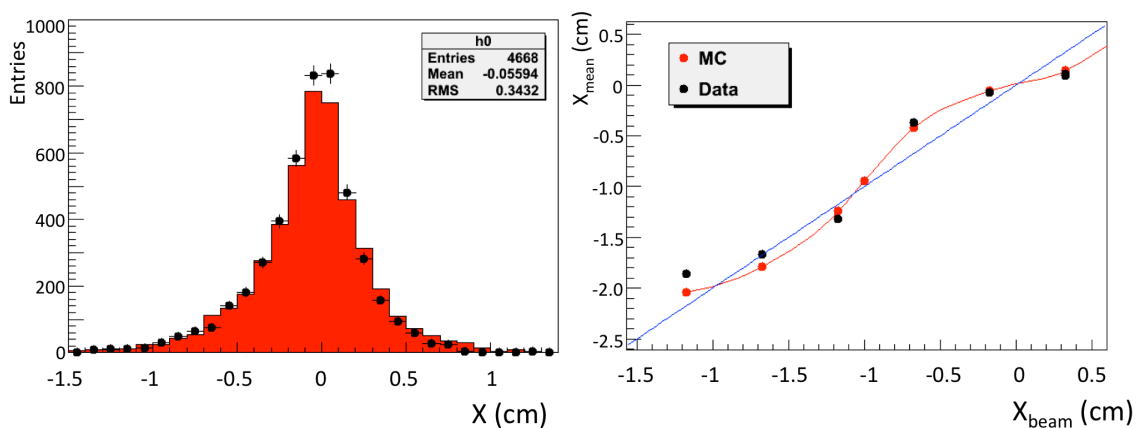 1000
800
600
400
200
0
Entries
h0
Entries 4668
Mean -0.05594
RMS 0.3432
-1.5 -1 -0.5 0 0.5 1
X (cm)
0.5
0
-0.5
-1.0
-1.5
-2.0
-2.5
Xmean (cm)
MC
Data
-1.5 -1 -1 -0.5 0 0.5
Xbeam (cm)